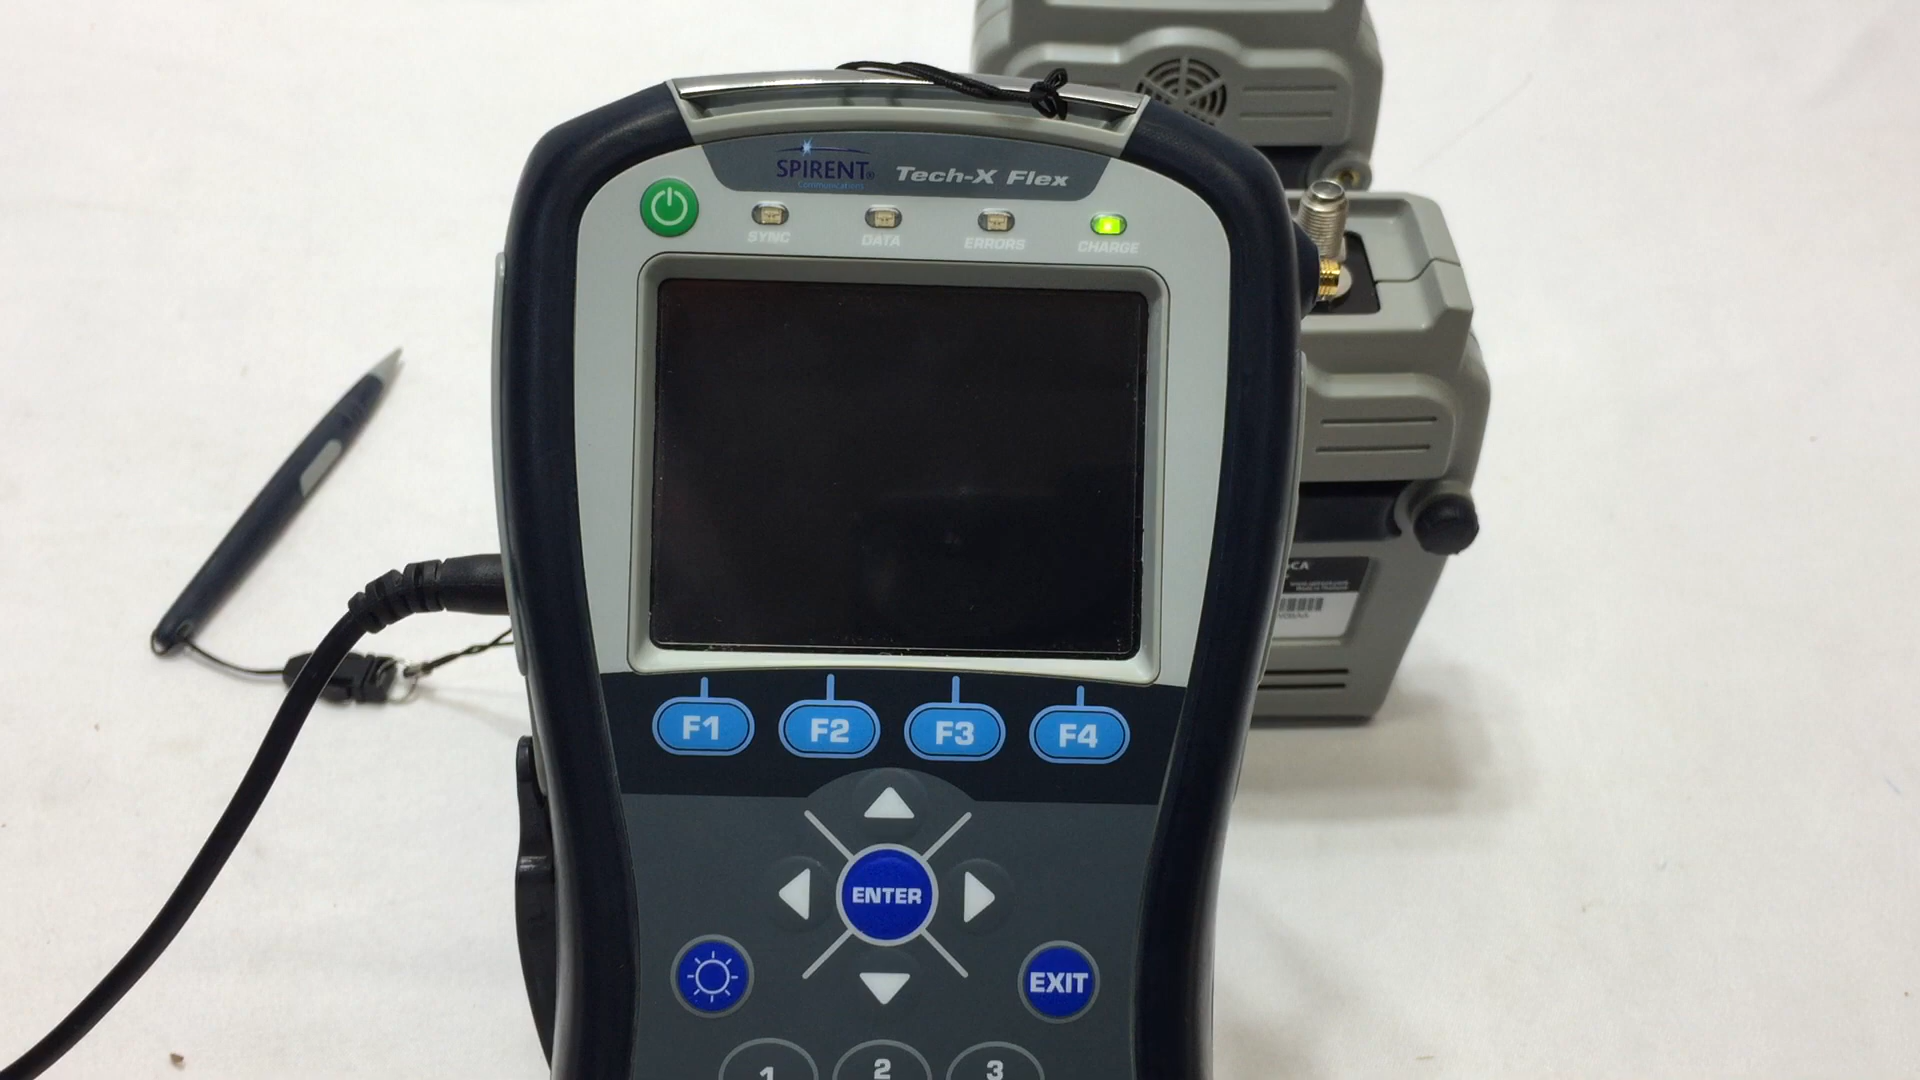 SPIRENT®
Communications
Tech-X Flex
SYNC
DATA
ERRORS
CHARGE
F1
F2
F3
F4
ENTER
EXIT
1
2
3